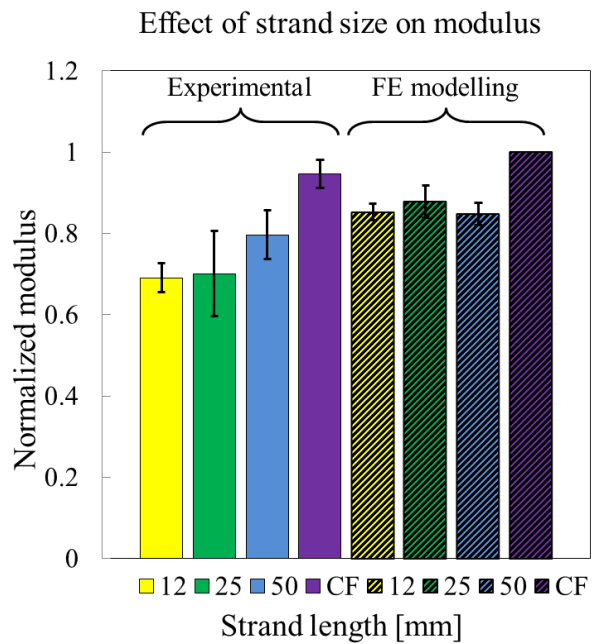 Effect of strand size on modulus
Experimental
FE modelling
Normalized modulus
1.2
1
0.8
0.6
0.4
0.2
0
12 25 50 CF 12 25 50 CF
Strand length [mm]